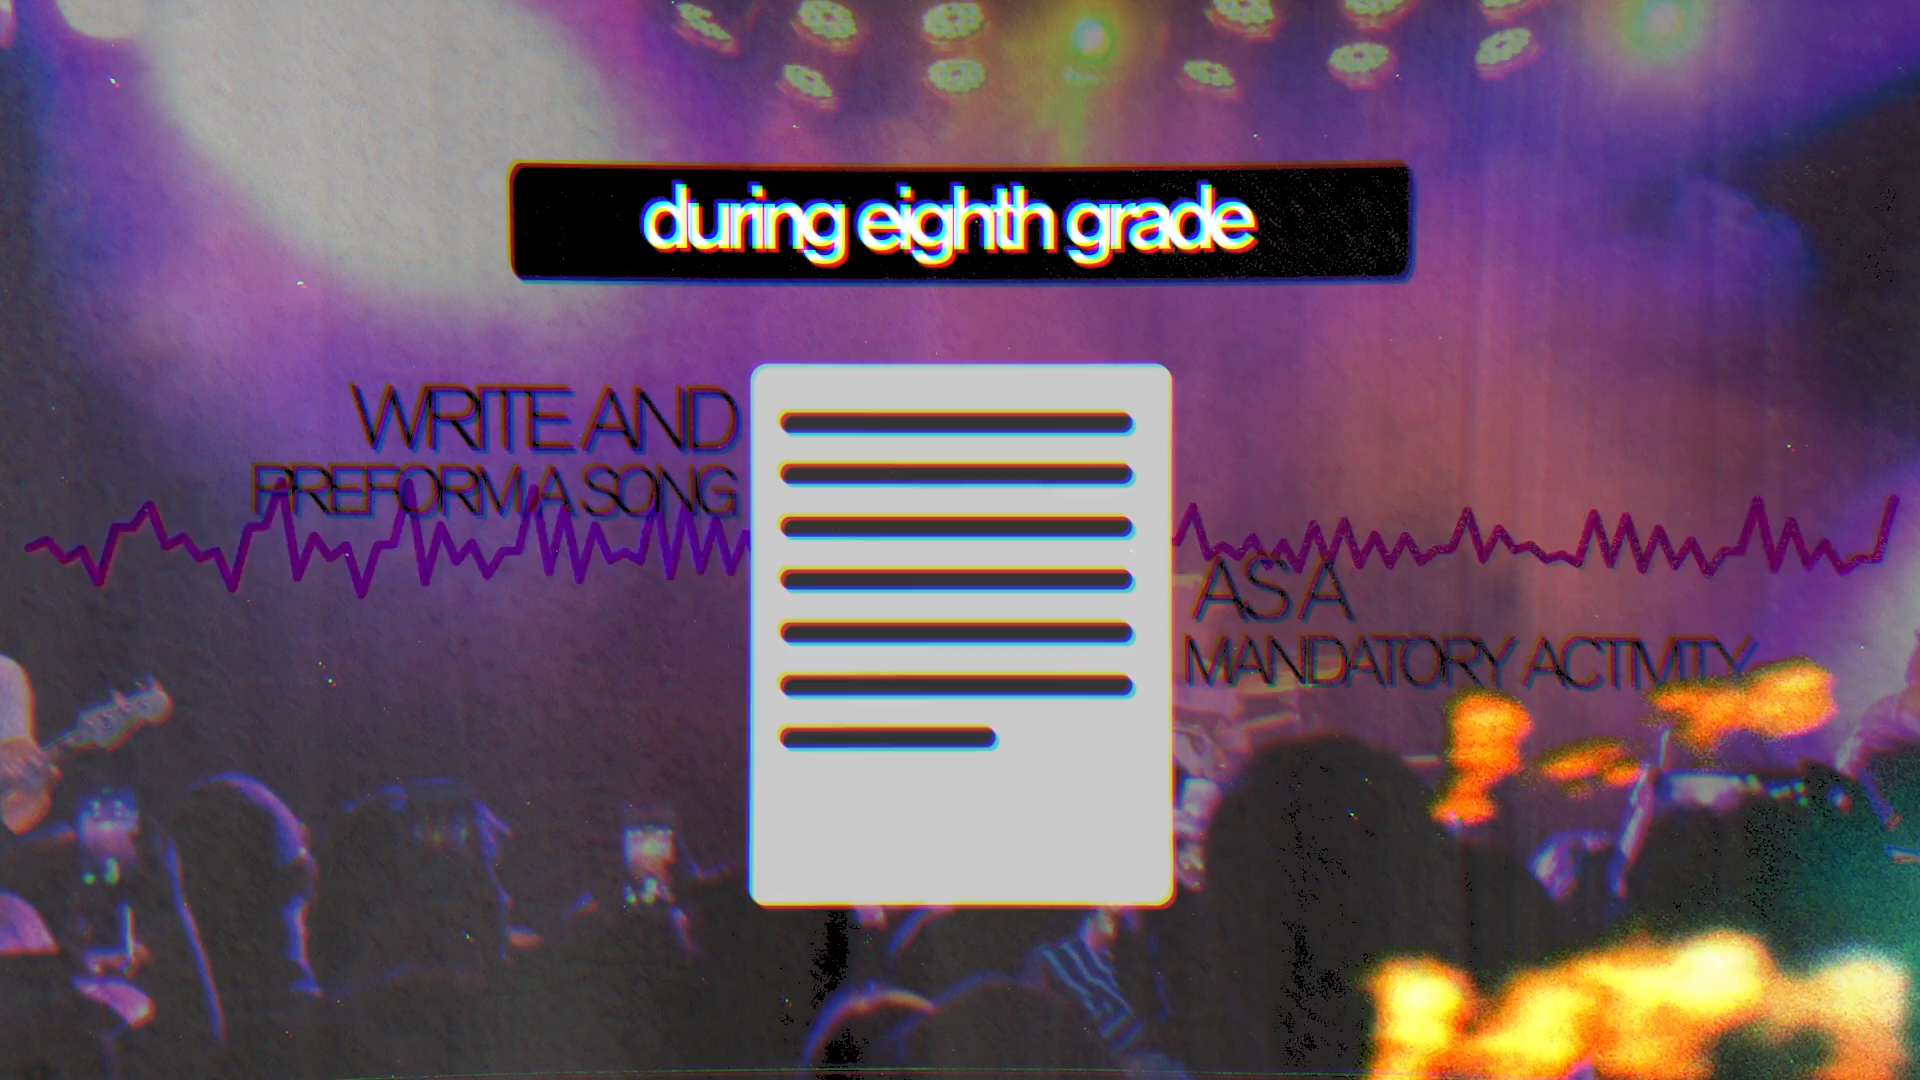 during eighth grade
WRITE AND
PREFORM A SONG
AS A
MANDATORY ACTIVITY